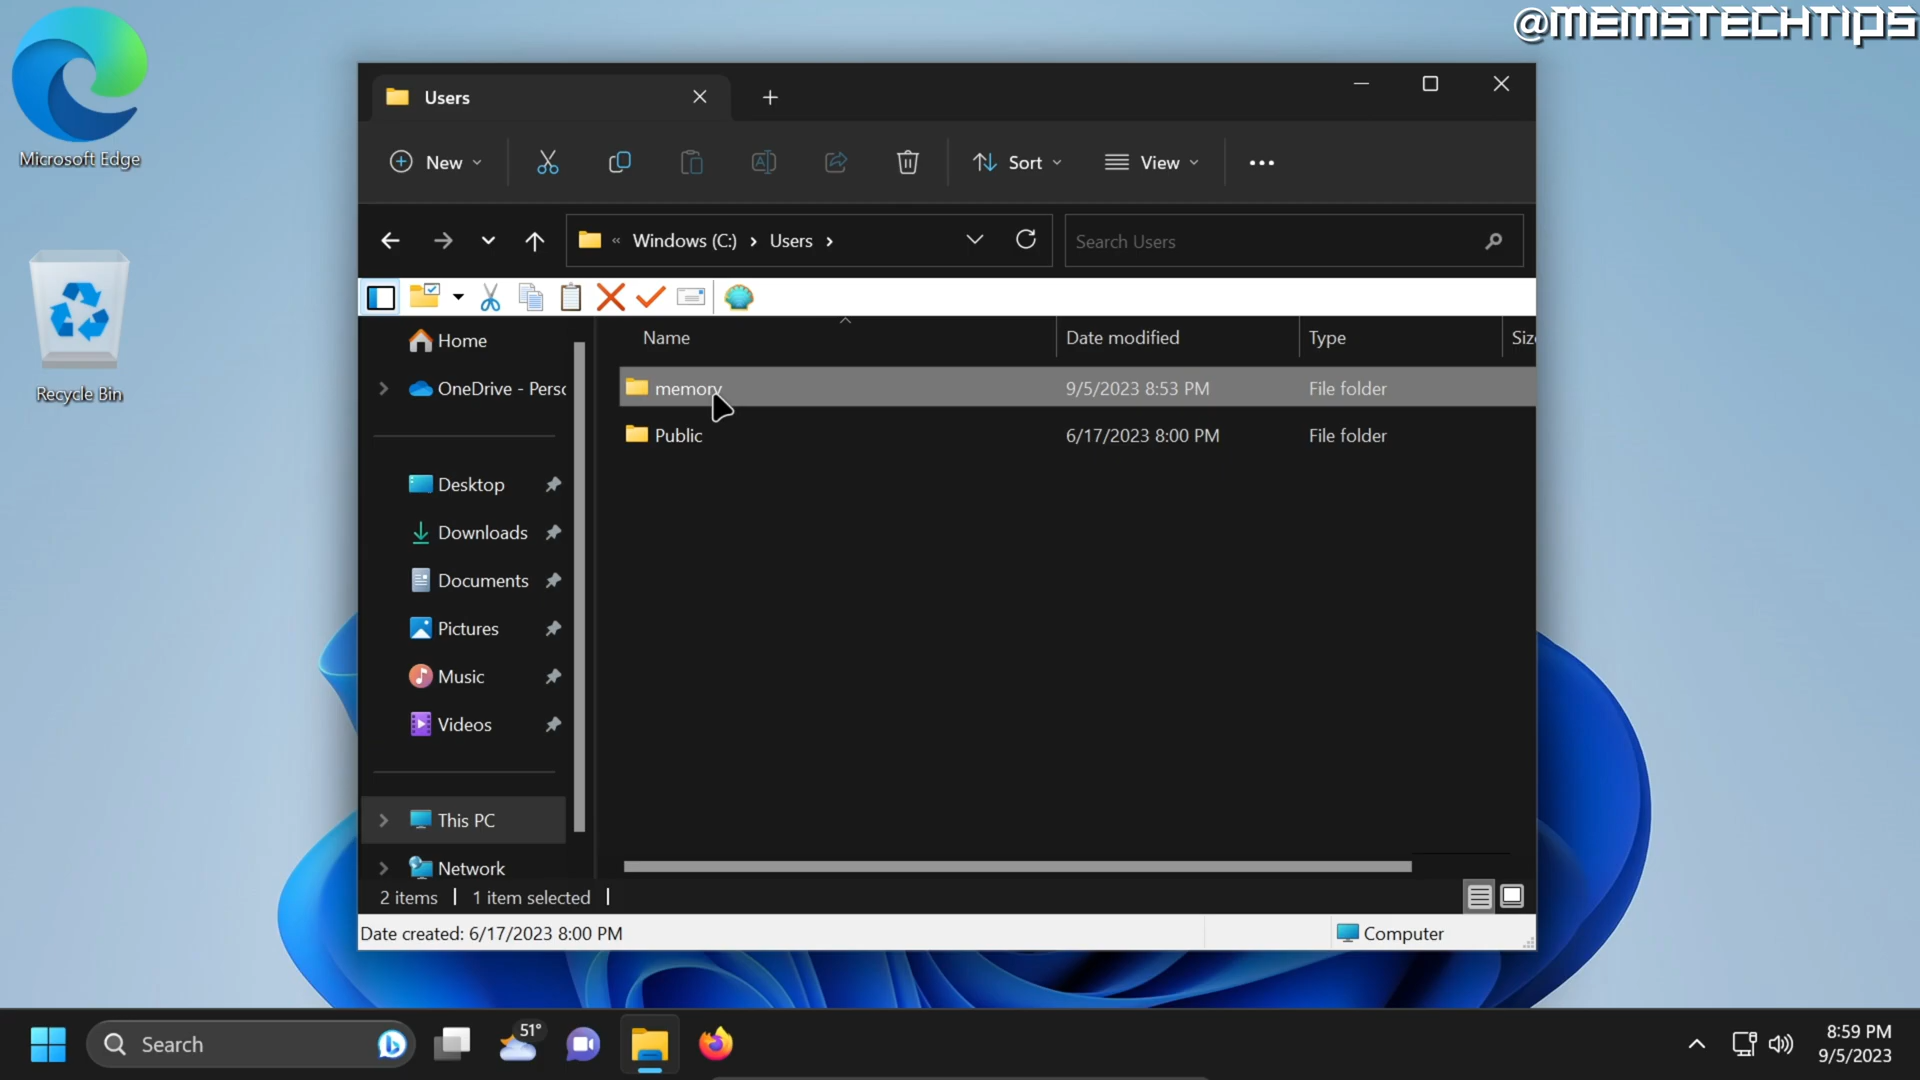 @MEMSTECHTIPS
Microsoft Edge
Recycle Bin
Users
New
Sort
View
« Windows (C:) › Users ›
Search Users
Home
OneDrive - Perso
Desktop
Downloads
Documents
Pictures
Music
Videos
This PC
Network
Name Date modified Type Size
memory 9/5/2023 8:53 PM File folder
Public 6/17/2023 8:00 PM File folder
2 items 1 item selected
Date created: 6/17/2023 8:00 PM
Computer
Search
51°
8:59 PM
9/5/2023